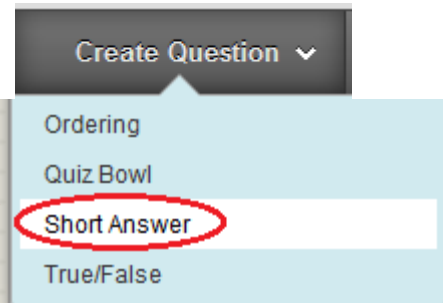 Create Question
Ordering
Quiz Bowl
Short Answer
True/False